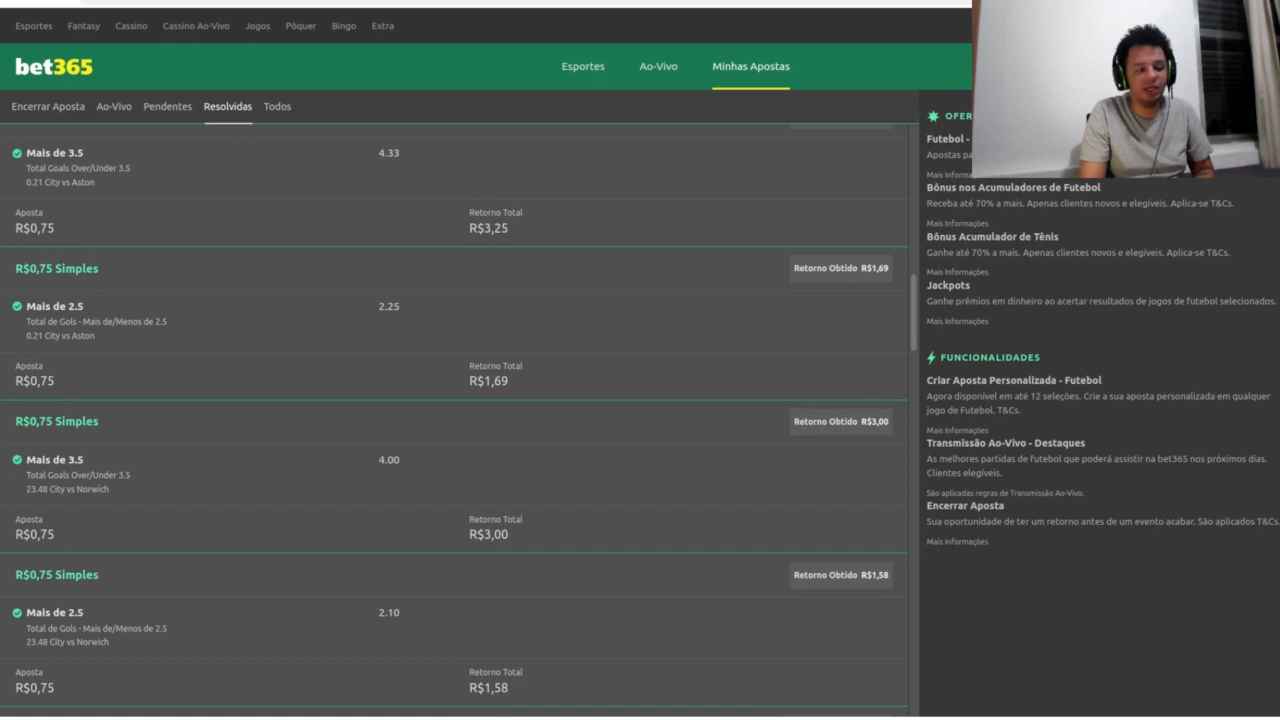 Esportes Fantasy Cassino Cassino Ao-Vivo Jogos Pôquer Bingo Extra
bet365
Esportes Ao-Vivo Minhas Apostas
Encerrar Aposta Ao-Vivo Pendentes Resolvidas Todos
Mais de 3.5 4.33
Total Goals Over/Under 3.5
0.21 City vs Aston
Aposta Retorno Total
R$0,75 R$3,25
R$0,75 Simples Retorno Obtido R$1,69
Mais de 2.5 2.25
Total de Gols - Mais de/Menos de 2.5
0.21 City vs Aston
Aposta Retorno Total
R$0,75 R$1,69
R$0,75 Simples Retorno Obtido R$3,00
Mais de 3.5 4.00
Total Goals Over/Under 3.5
23.48 City vs Norwich
Aposta Retorno Total
R$0,75 R$3,00
R$0,75 Simples Retorno Obtido R$1,58
Mais de 2.5 2.10
Total de Gols - Mais de/Menos de 2.5
23.48 City vs Norwich
Aposta Retorno Total
R$0,75 R$1,58
OFER
Futebol -
Apostas pa
Mais Informa
Bônus nos Acumuladores de Futebol
Receba até 70% a mais. Apenas clientes novos e elegíveis. Aplica-se T&Cs.
Mais Informações
Bônus Acumulador de Tênis
Ganhe até 70% a mais. Apenas clientes novos e elegíveis. Aplica-se T&Cs.
Mais Informações
Jackpots
Ganhe prêmios em dinheiro ao acertar resultados de jogos de futebol selecionados.
Mais Informações
FUNCIONALIDADES
Criar Aposta Personalizada - Futebol
Agora disponível em até 12 seleções. Crie a sua aposta personalizada em qualquer
jogo de Futebol. T&Cs.
Mais Informações
Transmissão Ao-Vivo - Destaques
As melhores partidas de futebol que poderá assistir na bet365 nos próximos dias.
Clientes elegíveis.
São aplicadas regras de Transmissão Ao-Vivo.
Encerrar Aposta
Sua oportunidade de ter um retorno antes de um evento acabar. São aplicados T&Cs.
Mais Informações